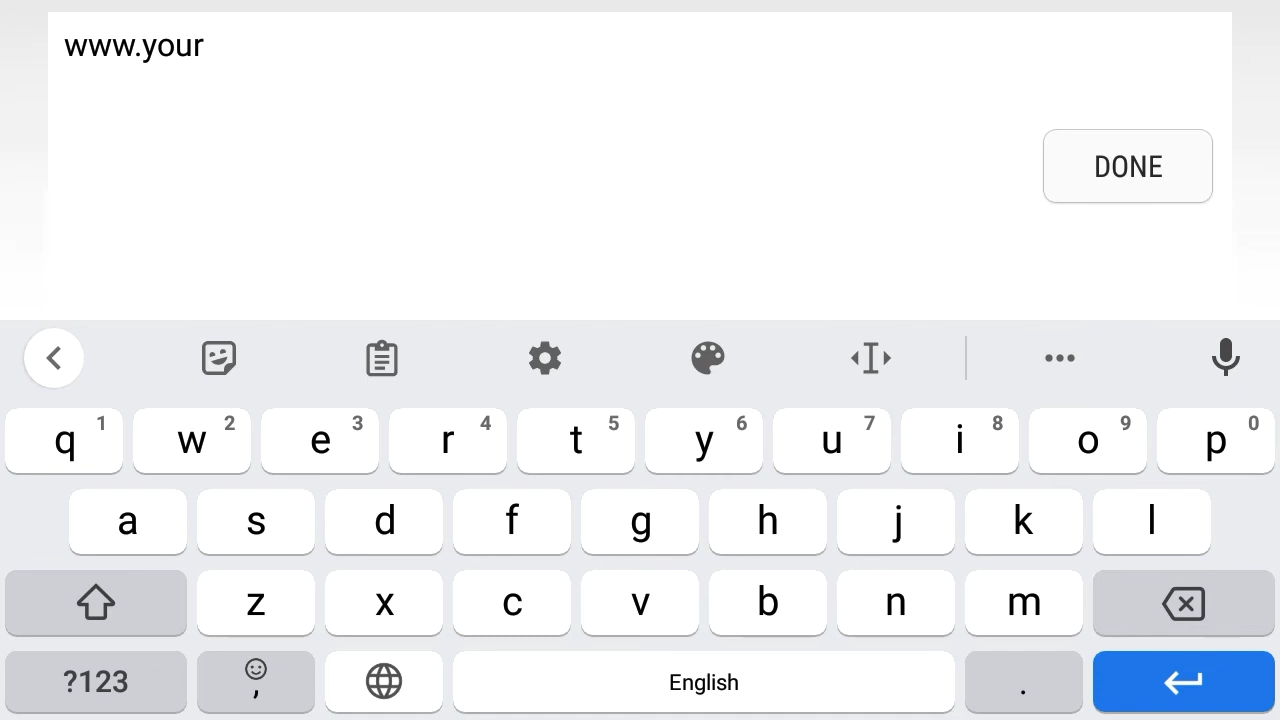 www.your
DONE
q 1 w 2 e 3 r 4 t 5 y 6 u 7 i 8 o 9 p 0
a s d f g h j k l
z x c v b n m
?123 , English .